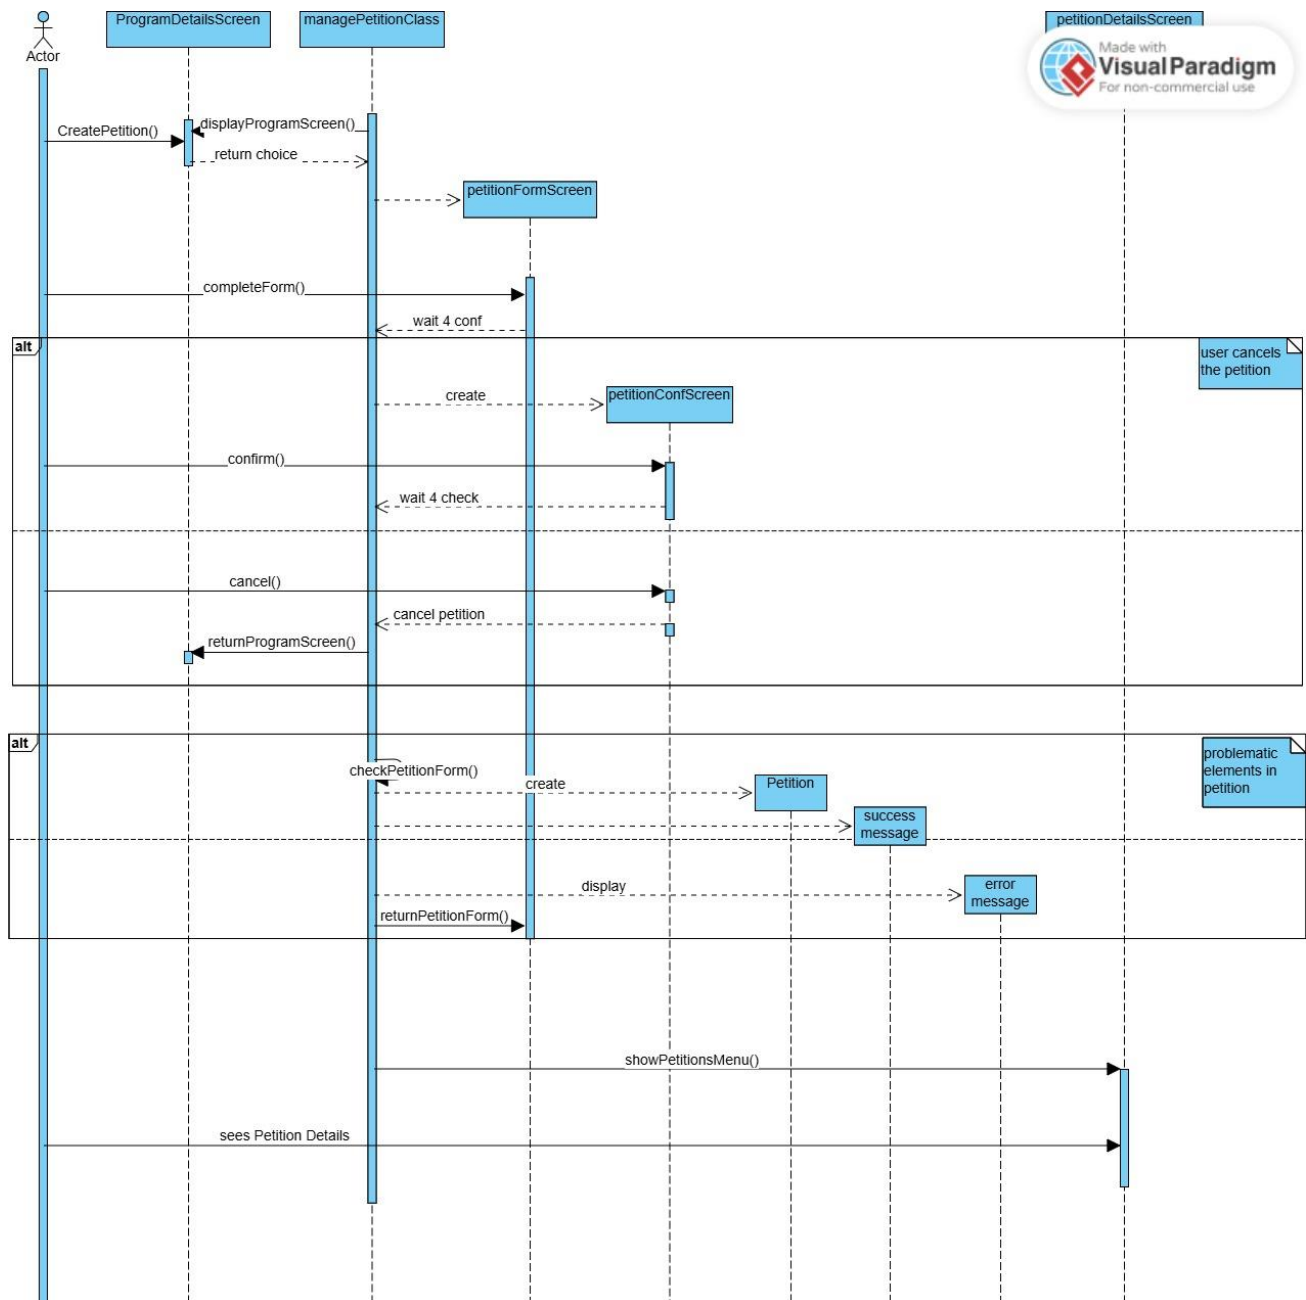 ProgramDetailsScreen
managePetitionClass
petitionDetailsScreen
Made with
Visual Paradigm
For non-commercial use
Actor
displayProgramScreen()
CreatePetition()
return choice
petitionFormScreen
completeForm()
wait 4 conf
alt
user cancels
the petition
create
petitionConfScreen
confirm()
wait 4 check
cancel()
cancel petition
returnProgramScreen()
alt
problematic
elements in
petition
checkPetitionForm()
create
Petition
success
message
display
error
message
returnPetitionForm()
showPetitionsMenu()
sees Petition Details